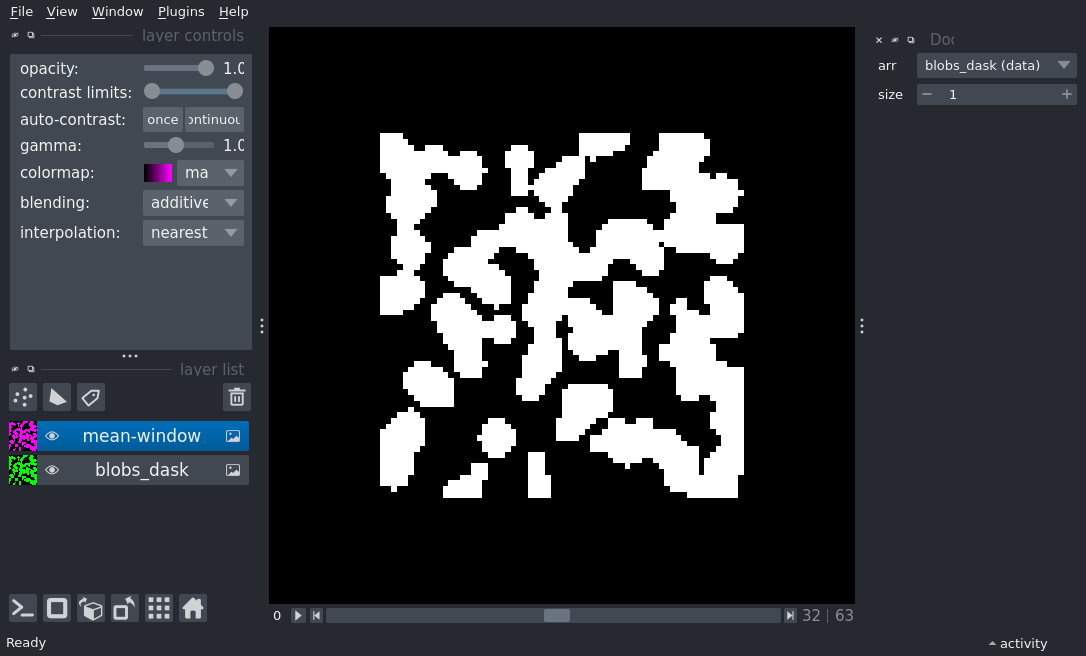 File View Window Plugins Help
layer controls
opacity: 1.0
contrast limits:
auto-contrast: once ontinuou
gamma: 1.0
colormap: ma
blending: additive
interpolation: nearest
layer list
mean-window
blobs_dask
Ready
0 32 | 63
Doc
arr blobs_dask (data)
size 1
activity